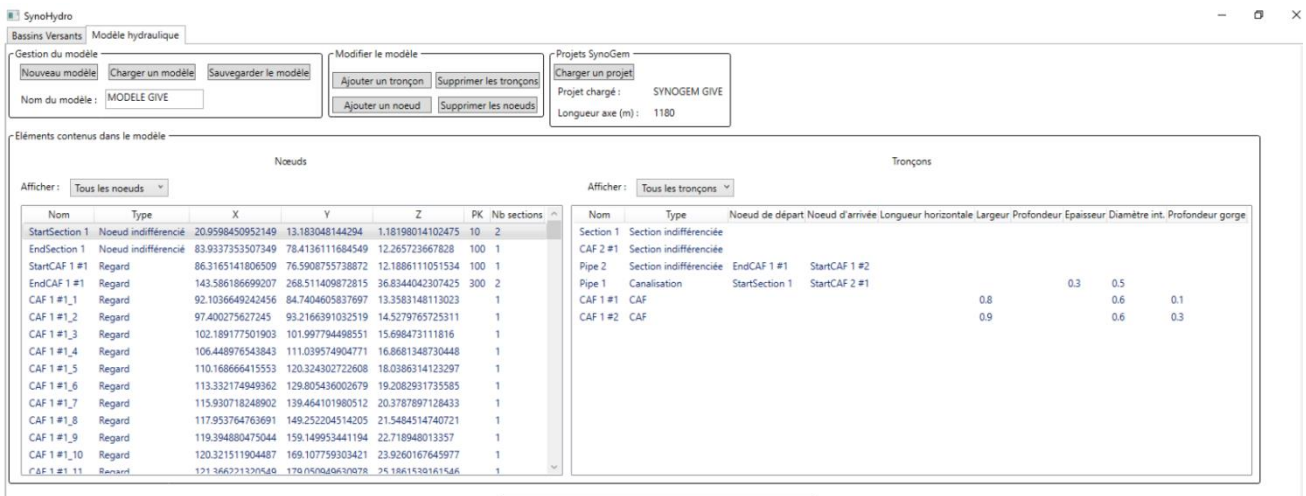 SynoHydro
Bassins Versants Modèle hydraulique
Gestion du modèle
Nouveau modèle Charger un modèle Sauvegarder le modèle
Nom du modèle : MODELE GIVE
Modifier le modèle
Ajouter un tronçon Supprimer les tronçons
Ajouter un noeud Supprimer les noeuds
Projets SynoGem
Charger un projet
Projet chargé : SYNOGEM GIVE
Longueur axe (m) : 1180
Eléments contenus dans le modèle
Nœuds
Afficher : Tous les noeuds
Nom Type X Y Z PK Nb sections
StartSection 1 Noeud indifférencié 20.9598450952149 13.183048144294 1.18198014102475 10 2
EndSection 1 Noeud indifférencié 83.9337353507349 78.4136111684549 12.265723667828 100 1
StartCAF 1 #1 Regard 86.3165141806509 76.5908755738872 12.1886111051534 100 1
EndCAF 1 #1 Regard 143.586186699207 268.511409872815 36.8344042307425 300 2
CAF 1 #1_1 Regard 92.1036649242456 84.7404605837697 13.3583148113023 1
CAF 1 #1_2 Regard 97.400275627245 93.2166391032519 14.5279765725311 1
CAF 1 #1_3 Regard 102.189177501903 101.997794498551 15.698473111816 1
CAF 1 #1_4 Regard 106.448976543843 111.039574904771 16.8681348730448 1
CAF 1 #1_5 Regard 110.168666415553 120.324302722608 18.0386314123297 1
CAF 1 #1_6 Regard 113.332174949362 129.805436002679 19.2082931735585 1
CAF 1 #1_7 Regard 115.930718248902 139.464101980512 20.3787897128433 1
CAF 1 #1_8 Regard 117.953764763691 149.252204514205 21.5484514740721 1
CAF 1 #1_9 Regard 119.394880475044 159.149953441194 22.718948013357 1
CAF 1 #1_10 Regard 120.321511904487 169.107759303421 23.9260167645977 1
CAF 1 #1_11 Regard 121.366221320549 179.050949630978 25.1861539161546 1
Tronçons
Afficher : Tous les tronçons
Nom Type Noeud de départ Noeud d'arrivée Longueur horizontale Largeur Profondeur Epaisseur Diamètre int. Profondeur gorge
Section 1 Section indifférenciée
CAF 2 #1 Section indifférenciée
Pipe 2 Section indifférenciée EndCAF 1 #1 StartCAF 1 #2
Pipe 1 Canalisation StartSection 1 StartCAF 2 #1 0.3 0.5
CAF 1 #1 CAF 0.8 0.6 0.1
CAF 1 #2 CAF 0.9 0.6 0.3